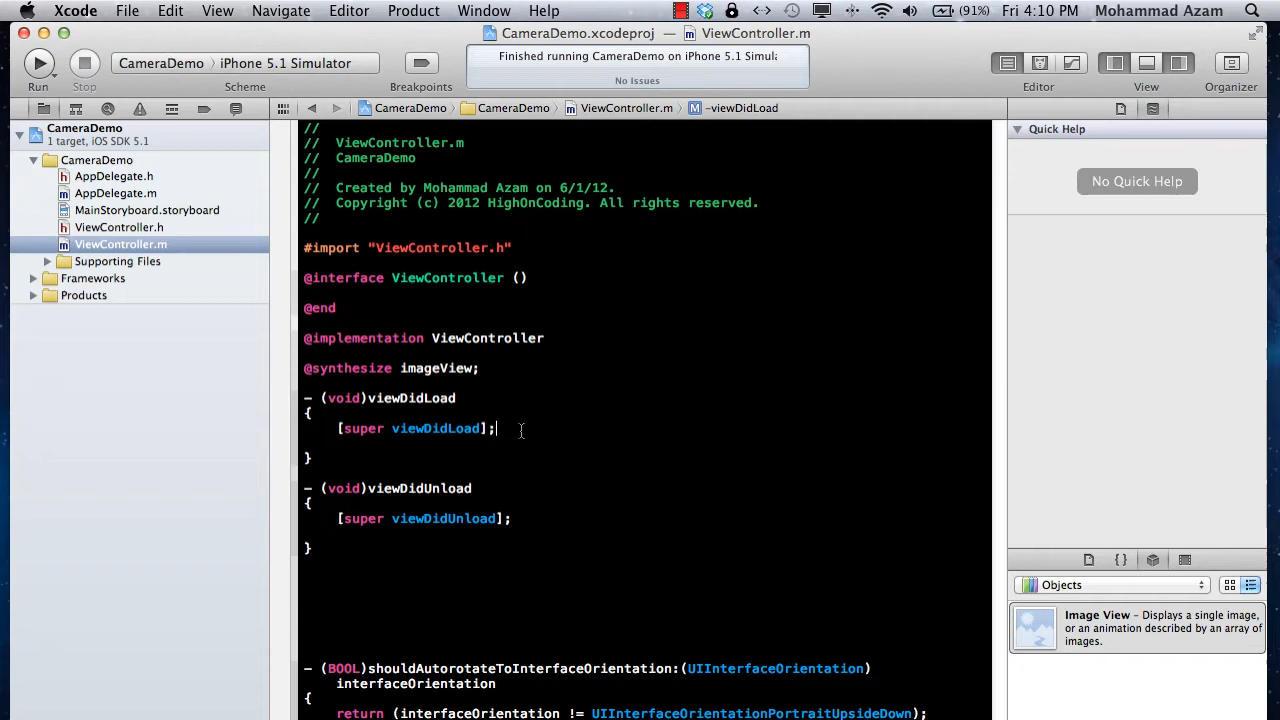 Xcode File Edit View Navigate Editor Product Window Help (91%) Fri 4:10 PM Mohammad Azam
CameraDemo.xcodeproj — ViewController.m
CameraDemo iPhone 5.1 Simulator
Finished running CameraDemo on iPhone 5.1 Simula
No Issues
Run Stop Scheme Breakpoints Editor View Organizer
CameraDemo CameraDemo ViewController.m M -viewDidLoad
CameraDemo
1 target, iOS SDK 5.1
CameraDemo
h AppDelegate.h
m AppDelegate.m
MainStoryboard.storyboard
h ViewController.h
m ViewController.m
Supporting Files
Frameworks
Products
//
// ViewController.m
// CameraDemo
//
// Created by Mohammad Azam on 6/1/12.
// Copyright (c) 2012 HighOnCoding. All rights reserved.
//
#import "ViewController.h"
@interface ViewController ()
@end
@implementation ViewController
@synthesize imageView;
- (void)viewDidLoad
{
[super viewDidLoad];
}
- (void)viewDidUnload
{
[super viewDidUnload];
}
- (BOOL)shouldAutorotateToInterfaceOrientation:(UIInterfaceOrientation)
interfaceOrientation
{
return (interfaceOrientation != UIInterfaceOrientationPortraitUpsideDown);
Quick Help
No Quick Help
{}
Objects
Image View - Displays a single image,
or an animation described by an array of
images.